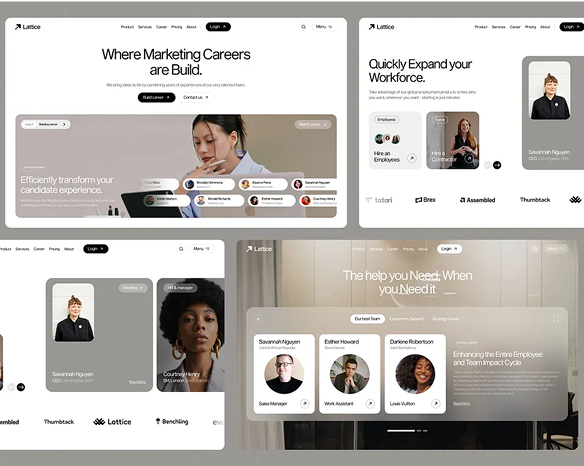 Lattice
Product Services Career Pricing About Login Menu
Where Marketing Careers
are Build.
We bring ideas to life by combining years of experiences of our very talented team.
Build career Contact us
Building career
Efficiently transform your
candidate experience.
Brooklyn Simmons Eleanor Pena Savannah Nguyen
Ronald Richards Esther Howard Courtney Henry
Lattice
Product Services Career Pricing About Login
Quickly Expand your
Workforce.
Take advantage of our global employment products to hire who
you want, wherever you want - starting in just minutes.
Employees
Hire an
Employees
Hire a
Contractor
Savannah Nguyen
CEO, Los Angeles, USA
tatari Brex Assembled Thumbtack
Product Services Career Pricing About Login Menu
Savannah Nguyen
CEO, Los Angeles, USA
HR & manager
Courtney Henry
SM, London
embled Thumbtack Lattice Benchling
Lattice
Services Career Pricing About Login
The help you Need, When
you Need it
Our best Team Customers Support Strategy Group
Savannah Nguyen
Sales Manager
Esther Howard
Work Assistant
Darlene Robertson
Louis Vuitton
Enhancing the Entire Employee
and Team Impact Cycle